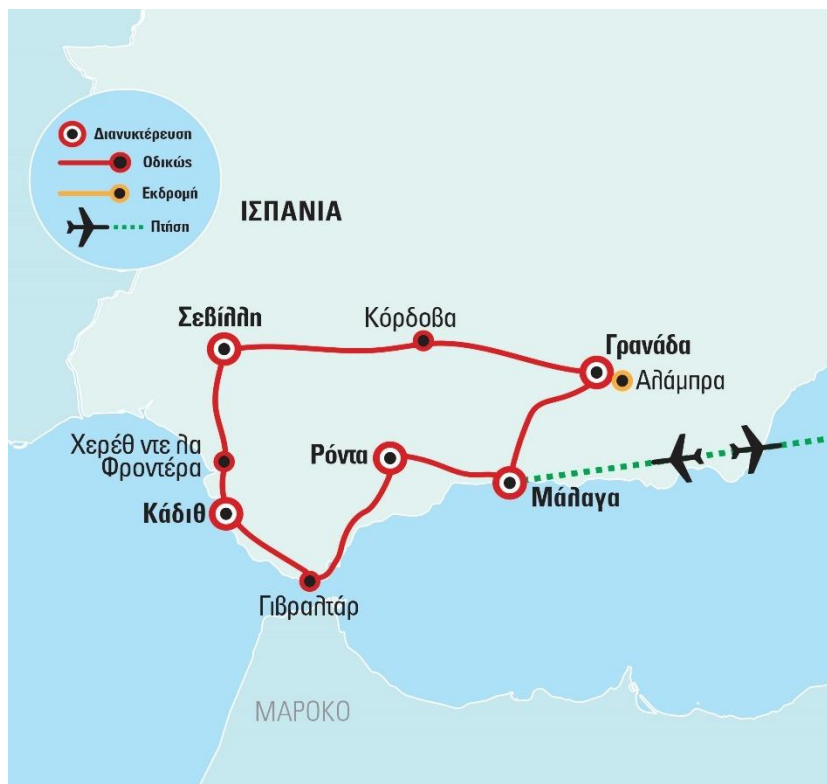 Διανυκτέρευση
Οδικώς
Εκδρομή
Πτήση
ΙΣΠΑΝΙΑ
Σεβίλλη
Κόρδοβα
Γρανάδα
Αλάμπρα
Χερέθ ντε λα
Φροντέρα
Ρόντα
Μάλαγα
Κάδιθ
Γιβραλτάρ
ΜΑΡΟΚΟ